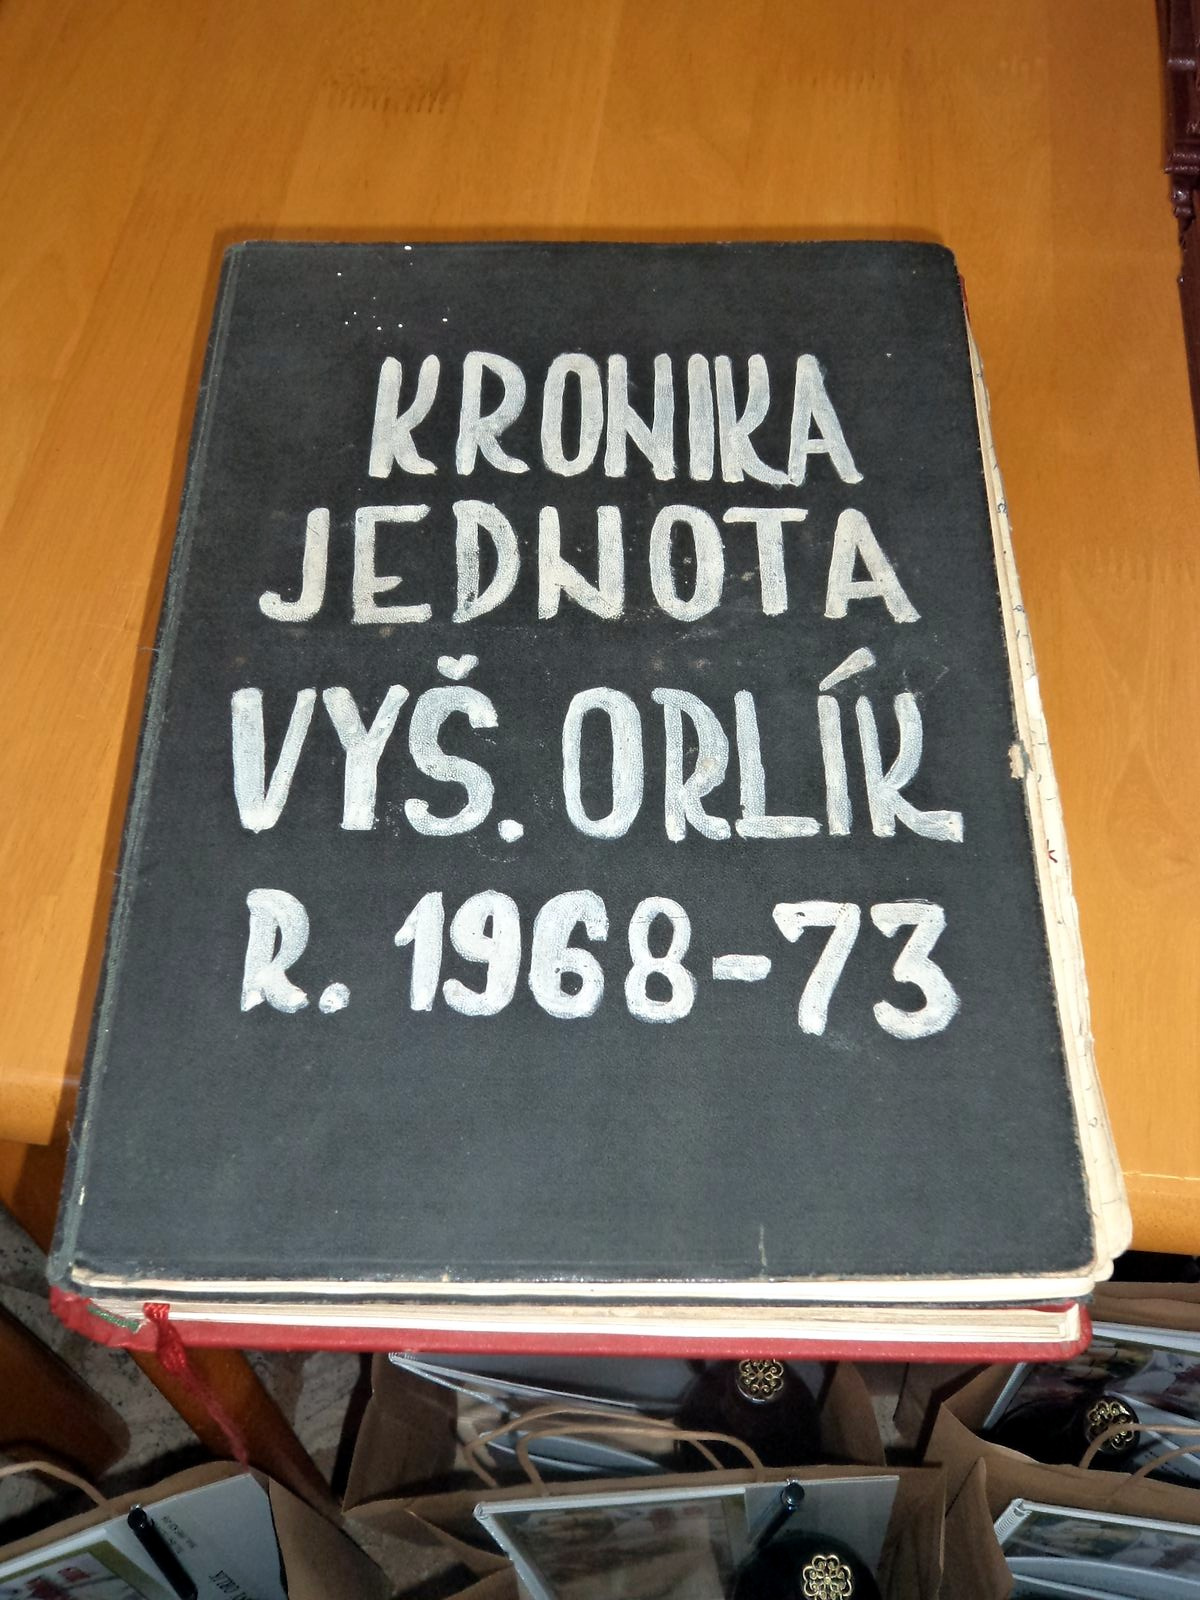 KRONIKA
JEDNOTA
VYŠ. ORLÍK
R. 1968-73